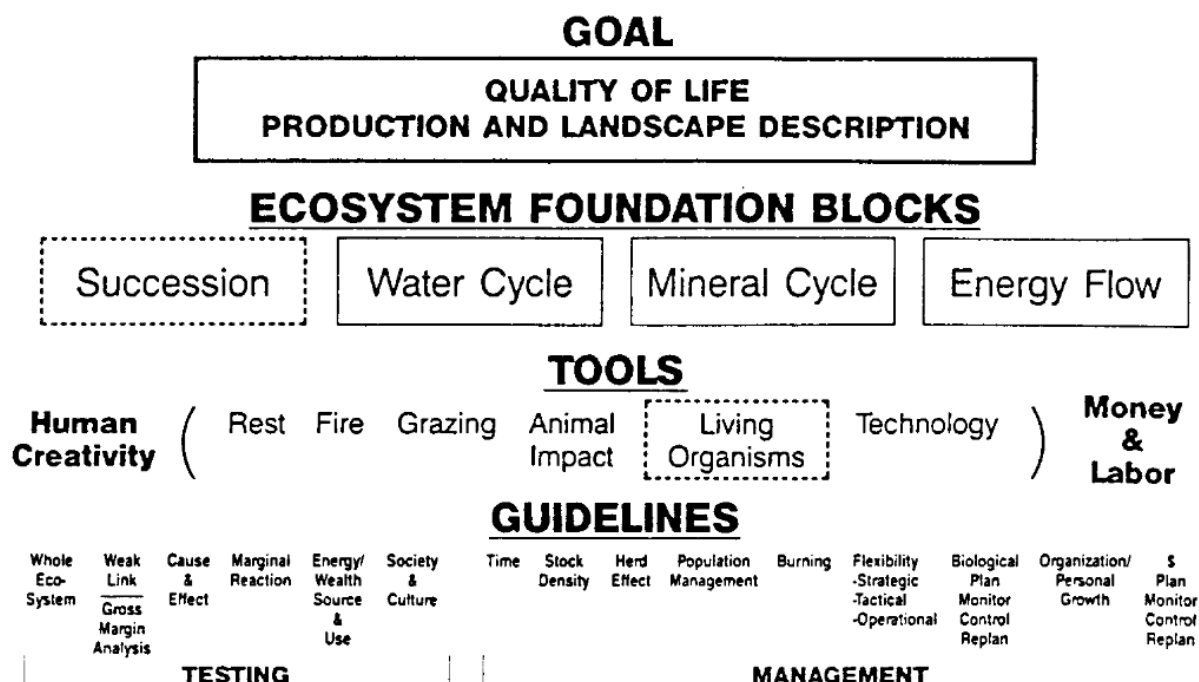 GOAL
QUALITY OF LIFE
PRODUCTION AND LANDSCAPE DESCRIPTION
ECOSYSTEM FOUNDATION BLOCKS
Succession
Water Cycle
Mineral Cycle
Energy Flow
TOOLS
Human
Creativity
(
Rest
Fire
Grazing
Animal
Impact
Living
Organisms
Technology
)
Money
&
Labor
GUIDELINES
Whole
Eco-
System
Weak
Link
Gross
Margin
Analysis
Cause
&
Effect
Marginal
Reaction
Energy/
Wealth
Source
&
Use
Society
&
Culture
Time
Stock
Density
Herd
Effect
Population
Management
Burning
Flexibility
-Strategic
-Tactical
-Operational
Biological
Plan
Monitor
Control
Replan
Organization/
Personal
Growth
$
Plan
Monitor
Control
Replan
TESTING
MANAGEMENT